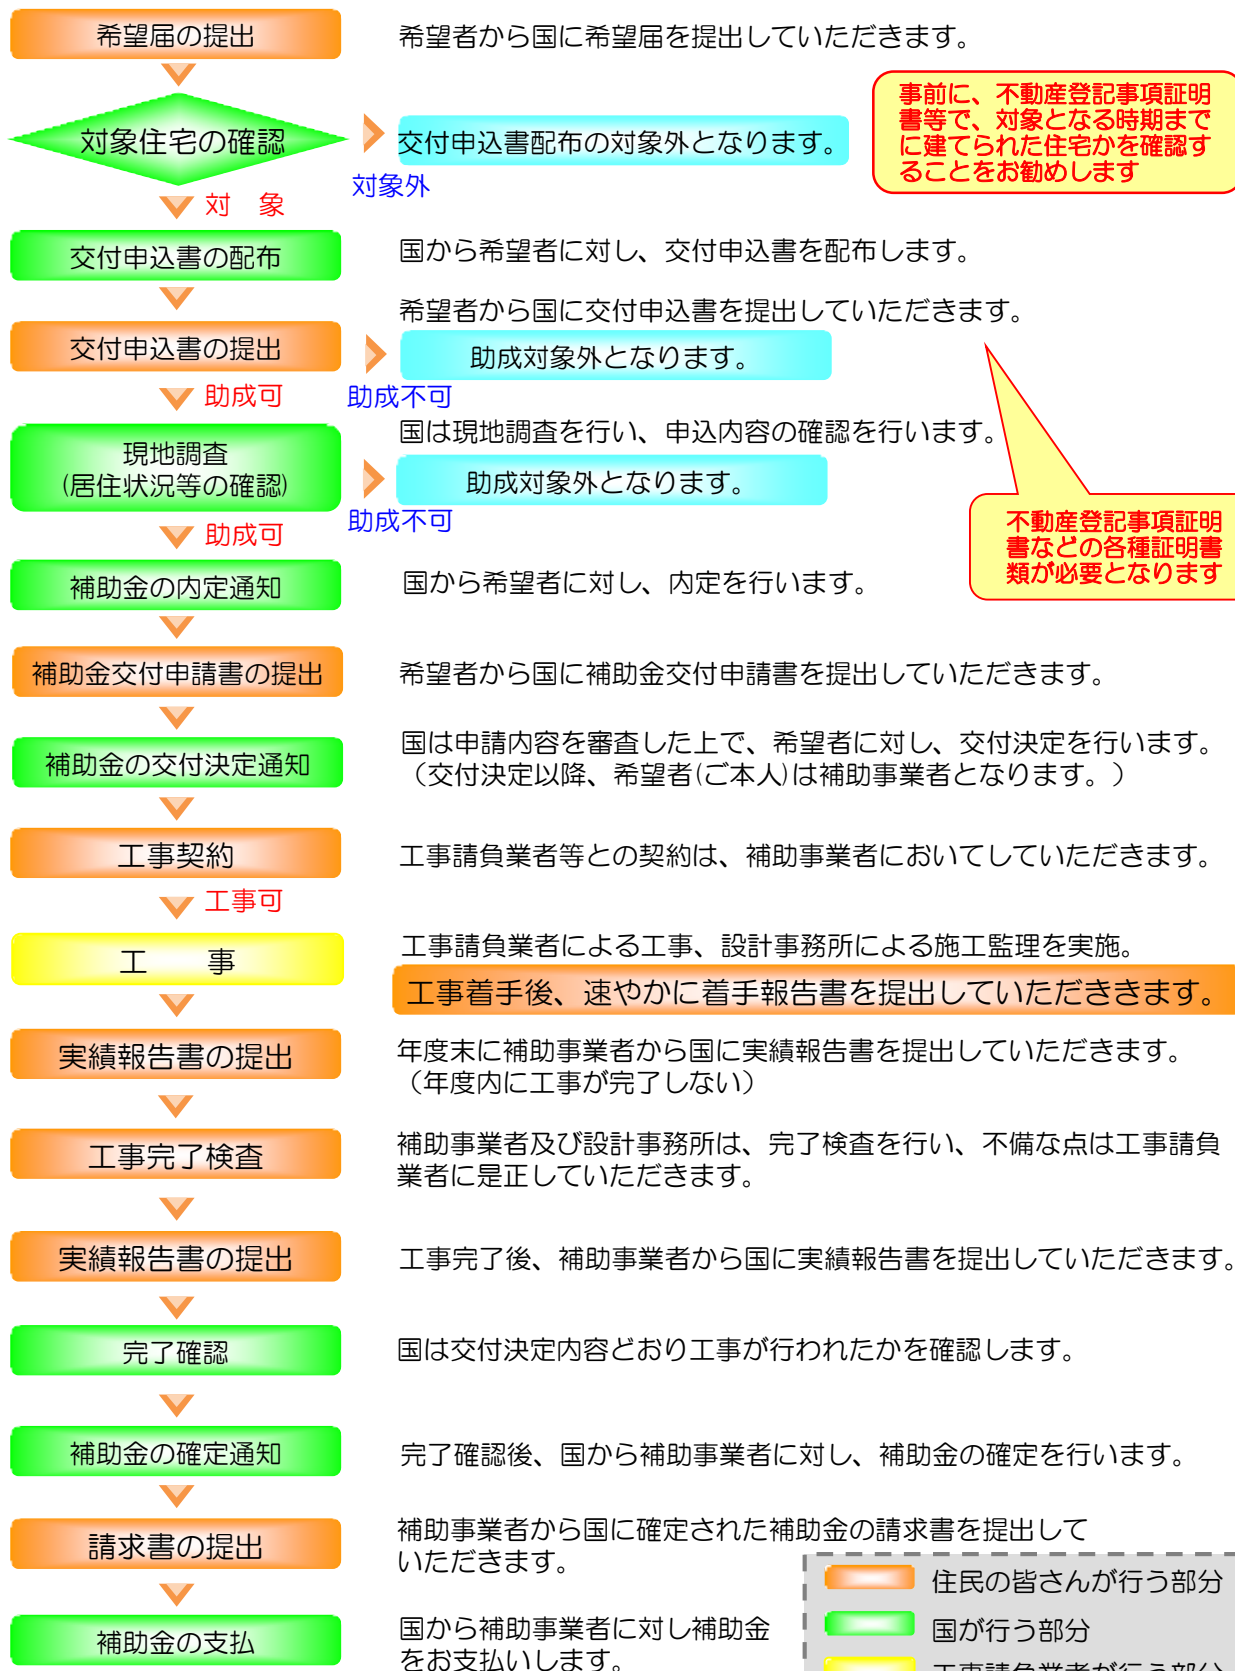 希望届の提出
希望者から国に希望届を提出していただきます。
事前に、不動産登記事項証明
書等で、対象となる時期まで
に建てられた住宅かを確認す
ることをお勧めします
対象住宅の確認
交付申込書配布の対象外となります。
対象外
対　象
交付申込書の配布
国から希望者に対し、交付申込書を配布します。
希望者から国に交付申込書を提出していただきます。
交付申込書の提出
助成対象外となります。
助成可
助成不可
国は現地調査を行い、申込内容の確認を行います。
現地調査
(居住状況等の確認)
助成対象外となります。
助成可
助成不可
不動産登記事項証明
書などの各種証明書
類が必要となります
補助金の内定通知
国から希望者に対し、内定を行います。
補助金交付申請書の提出
希望者から国に補助金交付申請書を提出していただきます。
補助金の交付決定通知
国は申請内容を審査した上で、希望者に対し、交付決定を行います。
（交付決定以降、希望者(ご本人)は補助事業者となります。）
工事契約
工事請負業者等との契約は、補助事業者においてしていただきます。
工事可
工　事
工事請負業者による工事、設計事務所による施工監理を実施。
工事着手後、速やかに着手報告書を提出していただききます。
実績報告書の提出
年度末に補助事業者から国に実績報告書を提出していただきます。
（年度内に工事が完了しない）
工事完了検査
補助事業者及び設計事務所は、完了検査を行い、不備な点は工事請負
業者に是正していただきます。
実績報告書の提出
工事完了後、補助事業者から国に実績報告書を提出していただきます。
完了確認
国は交付決定内容どおり工事が行われたかを確認します。
補助金の確定通知
完了確認後、国から補助事業者に対し、補助金の確定を行います。
請求書の提出
補助事業者から国に確定された補助金の請求書を提出して
いただきます。
補助金の支払
国から補助事業者に対し補助金
をお支払いします。
住民の皆さんが行う部分
国が行う部分
工事請負業者が行う部分